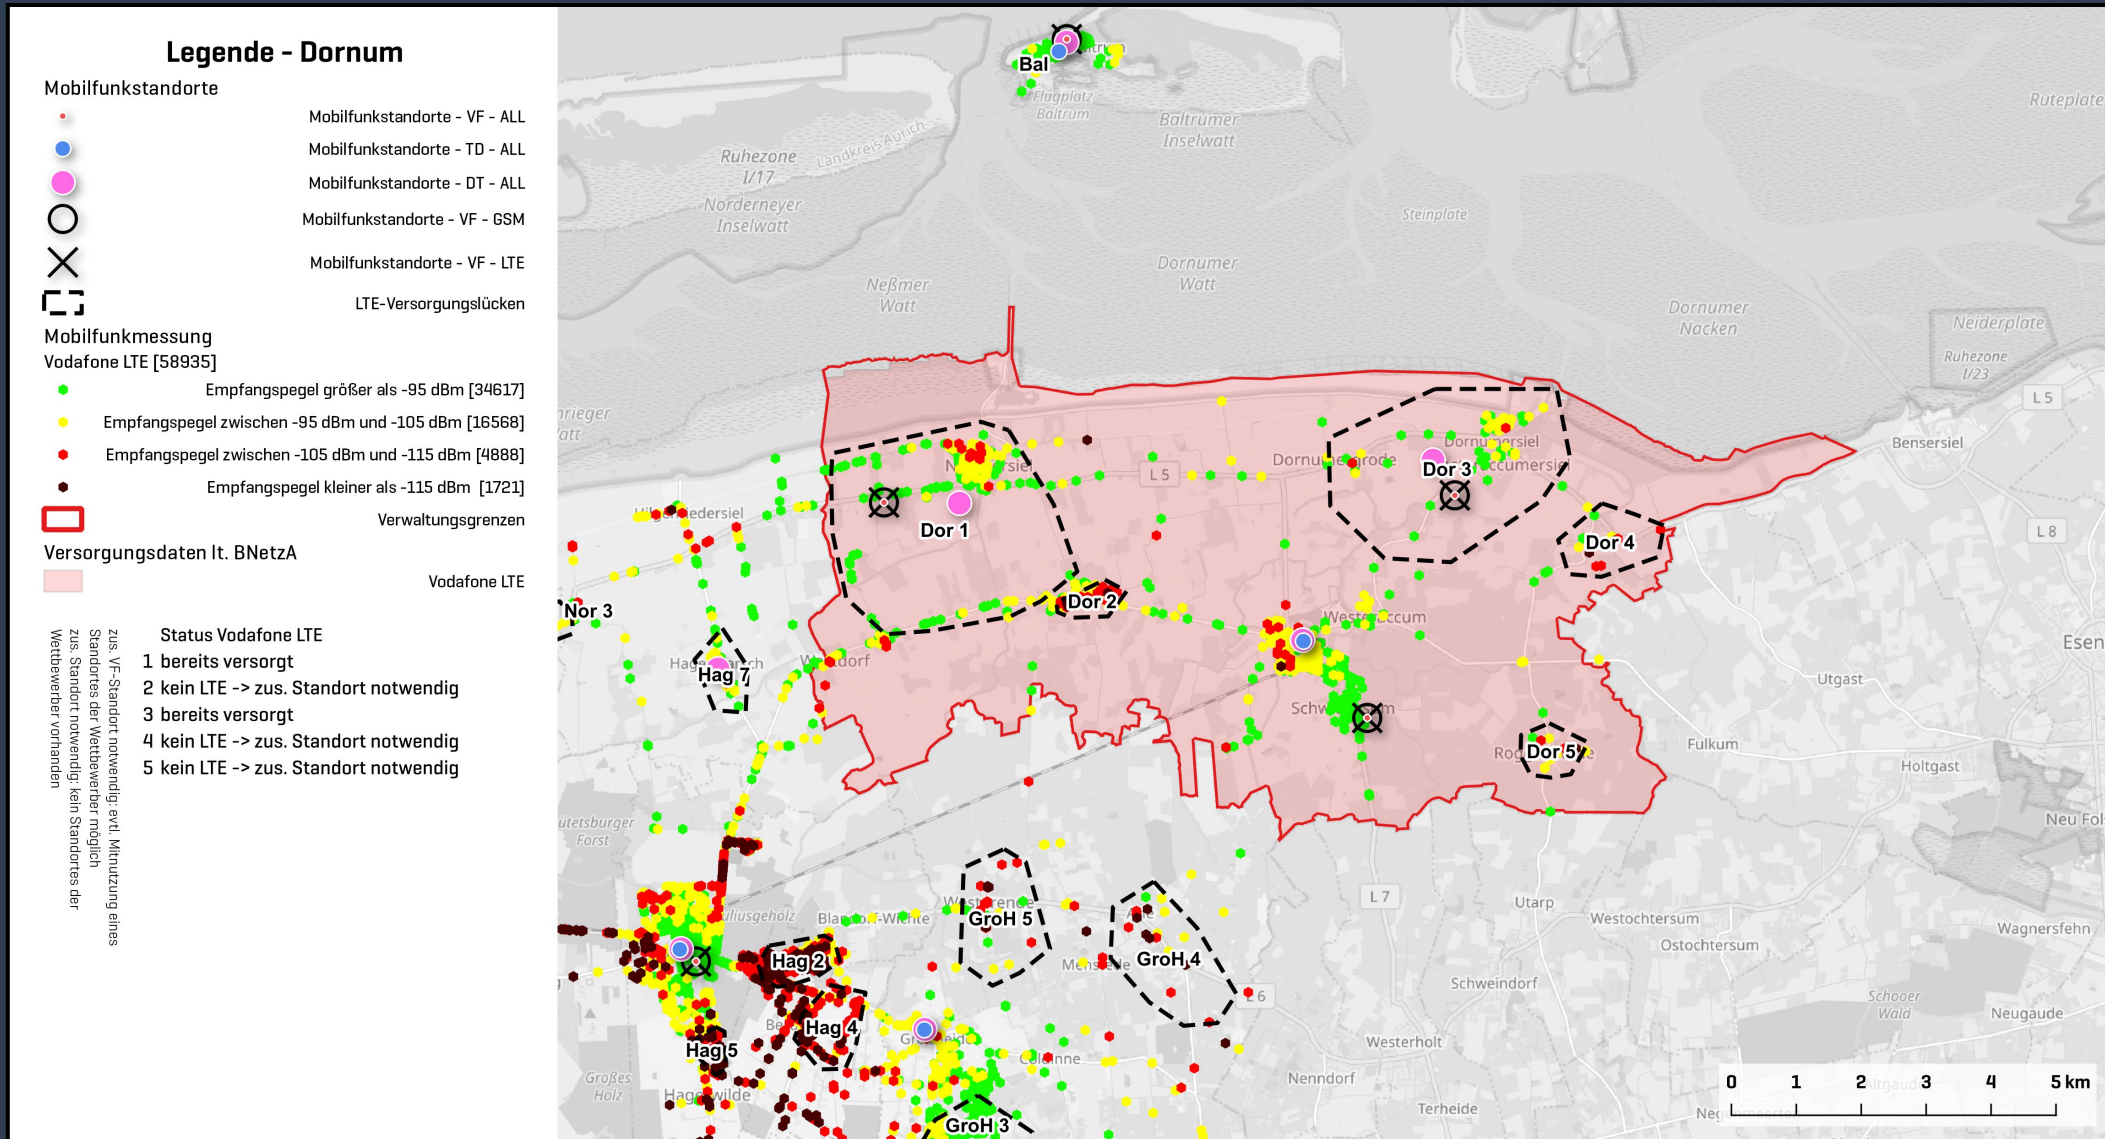 Legende - Dornum
Mobilfunkstandorte
Mobilfunkstandorte - VF - ALL
Mobilfunkstandorte - TD - ALL
Mobilfunkstandorte - DT - ALL
Mobilfunkstandorte - VF - GSM
Mobilfunkstandorte - VF - LTE
LTE-Versorgungslücken
Mobilfunkmessung
Vodafone LTE [58935]
Empfangspegel größer als -95 dBm [34617]
Empfangspegel zwischen -95 dBm und -105 dBm [16568]
Empfangspegel zwischen -105 dBm und -115 dBm [4888]
Empfangspegel kleiner als -115 dBm [1721]
Verwaltungsgrenzen
Versorgungsdaten lt. BNetzA
Vodafone LTE
Status Vodafone LTE
1 bereits versorgt
2 kein LTE -> zus. Standort notwendig
3 bereits versorgt
4 kein LTE -> zus. Standort notwendig
5 kein LTE -> zus. Standort notwendig
zus. VF-Standort notwendig: evtl. Mitnutzung eines
Standortes der Wettbewerber möglich
zus. Standort notwendig: kein Standortes der
Wettbewerber vorhanden
Bal
Flugplatz
Baltrum
Baltrumer
Inselwatt
Ruteplate
Landkreis Aurich
Ruhezone
I/17
Norderneyer
Inselwatt
Steinplate
Neßmer
Watt
Dornumer
Watt
Dornumer
Nacken
Neiderplate
Ruhezone
I/23
L 5
Bensersiel
Dornumersiel
L 5
Dor 3
Dor 1
L 8
Dor 4
Nor 3
Dor 2
Westeraccum
Esen
Hag 7
Utgast
Dor 5
Fulkum
Holtgast
Forst
Neu Fol
L 7
Utarp
Westochtersum
GroH 5
Ostochtersum
Wagnersfehn
Hag 2
GroH 4
Schweindorf
L 6
Schooer
Wald
Neugaude
Hag 4
Hag 5
Westerholt
Großes
Holz
Nenndorf
Terheide
GroH 3
0 1 2 3 4 5 km